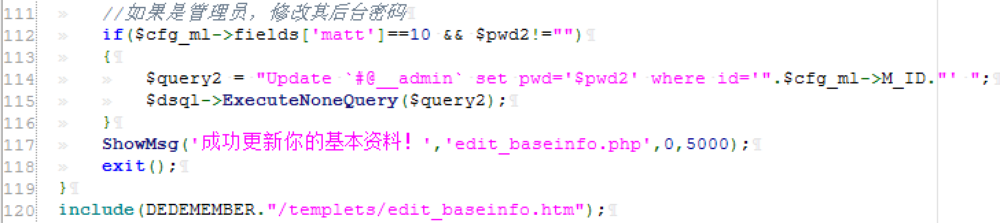 111 » //如果是管理员，修改其后台密码¶
112 » if($cfg_ml->fields['matt']==10 && $pwd2!="")¶
113 » {¶
114 » » $query2 = "Update `#@__admin` set pwd='$pwd2' where id='".$cfg_ml->M_ID."' ";¶
115 » » $dsql->ExecuteNoneQuery($query2);¶
116 » }¶
117 » ShowMsg('成功更新你的基本资料！','edit_baseinfo.php',0,5000);¶
118 » exit();¶
119 }¶
120 include(DEDEMEMBER."/templets/edit_baseinfo.htm");¶